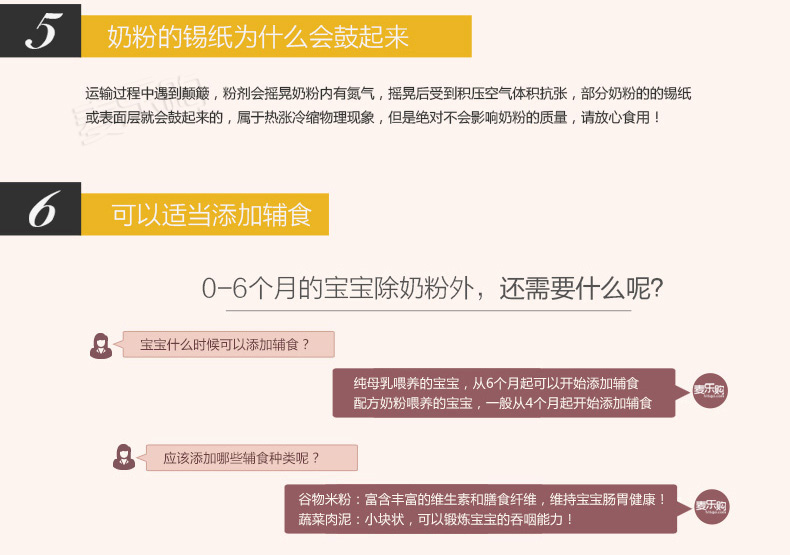 5
奶粉的锡纸为什么会鼓起来
运输过程中遇到颠簸，粉剂会摇晃奶粉内有氮气，摇晃后受到积压空气体积抗张，部分奶粉的的锡纸
或表面层就会鼓起来的，属于热涨冷缩物理现象，但是绝对不会影响奶粉的质量，请放心食用！
6
可以适当添加辅食
0-6个月的宝宝除奶粉外，还需要什么呢?
宝宝什么时候可以添加辅食？
纯母乳喂养的宝宝，从6个月起可以开始添加辅食
配方奶粉喂养的宝宝，一般从4个月起开始添加辅食
麦乐购
应该添加哪些辅食种类呢？
谷物米粉：富含丰富的维生素和膳食纤维，维持宝宝肠胃健康！
蔬菜肉泥：小块状，可以锻炼宝宝的吞咽能力！
麦乐购